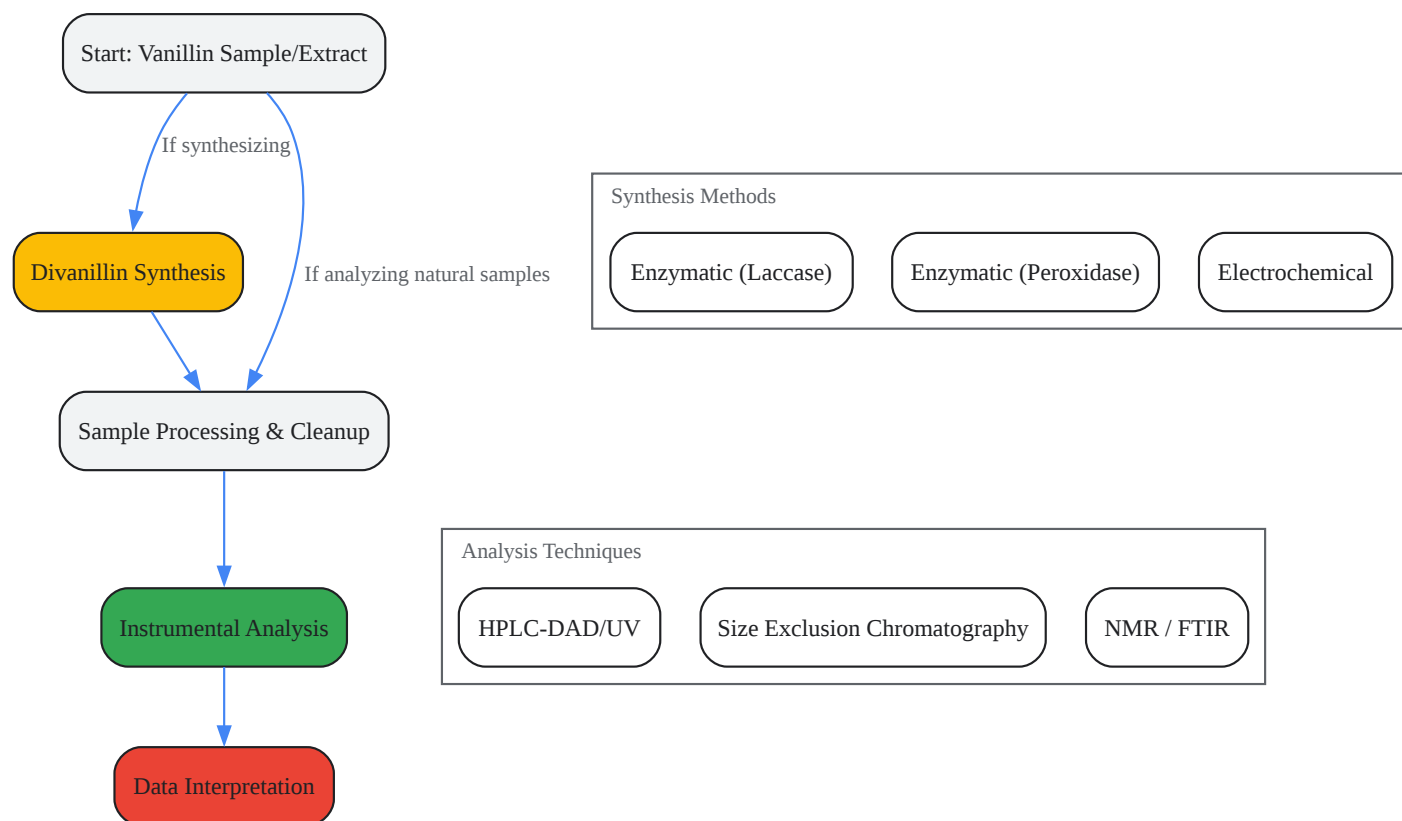 Start: Vanillin Sample/Extract
If synthesizing
Synthesis Methods
Divanillin Synthesis
If analyzing natural samples
Enzymatic (Laccase)
Enzymatic (Peroxidase)
Electrochemical
Sample Processing & Cleanup
Analysis Techniques
Instrumental Analysis
HPLC-DAD/UV
Size Exclusion Chromatography
NMR / FTIR
Data Interpretation